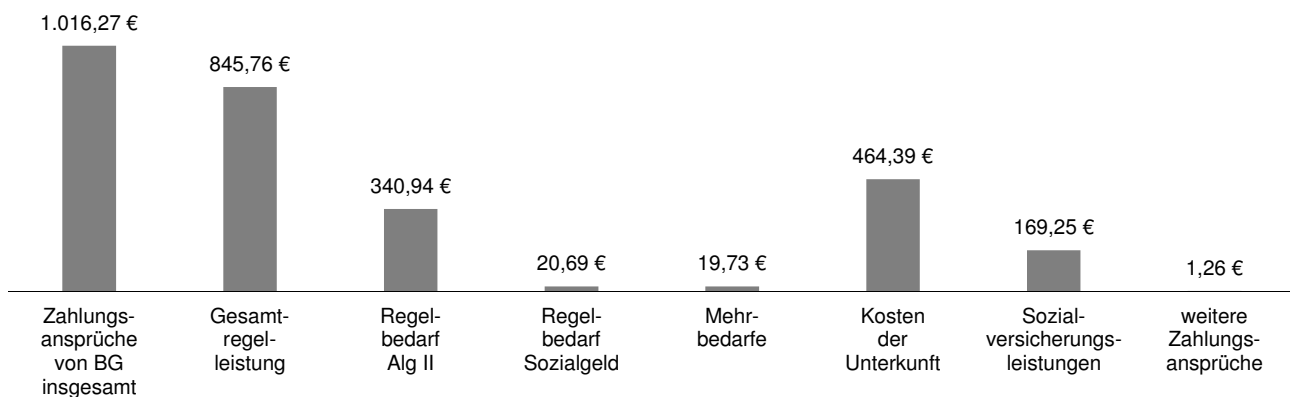 1.016,27 €
845,76 €
340,94 €
20,69 €
19,73 €
464,39 €
169,25 €
1,26 €
Zahlungs-
ansprüche
von BG
insgesamt
Gesamt-
regel-
leistung
Regel-
bedarf
Alg II
Regel-
bedarf
Sozialgeld
Mehr-
bedarfe
Kosten
der
Unterkunft
Sozial-
versicherungs-
leistungen
weitere
Zahlungs-
ansprüche